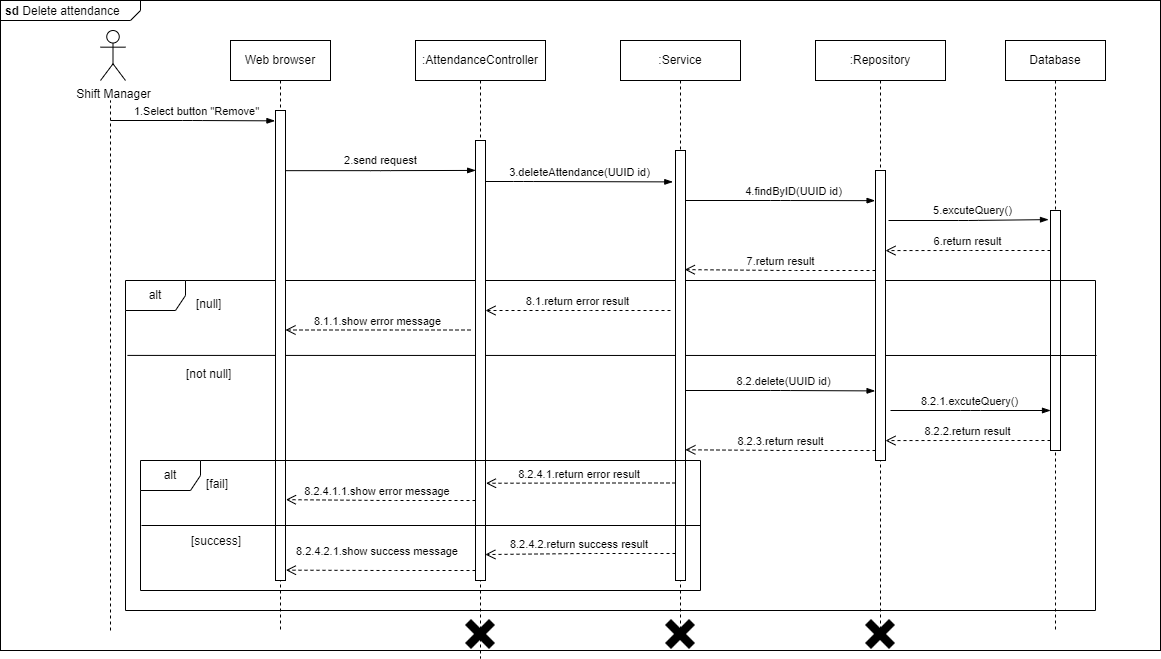 sd Delete attendance
Web browser
:AttendanceController
:Service
:Repository
Database
Shift Manager
1.Select button "Remove"
2.send request
3.deleteAttendance(UUID id)
4.findByID(UUID id)
5.excuteQuery()
6.return result
7.return result
alt
[null]
8.1.return error result
8.1.1.show error message
[not null]
8.2.delete(UUID id)
8.2.1.excuteQuery()
8.2.2.return result
8.2.3.return result
alt
[fail]
8.2.4.1.return error result
8.2.4.1.1.show error message
[success]
8.2.4.2.return success result
8.2.4.2.1.show success message